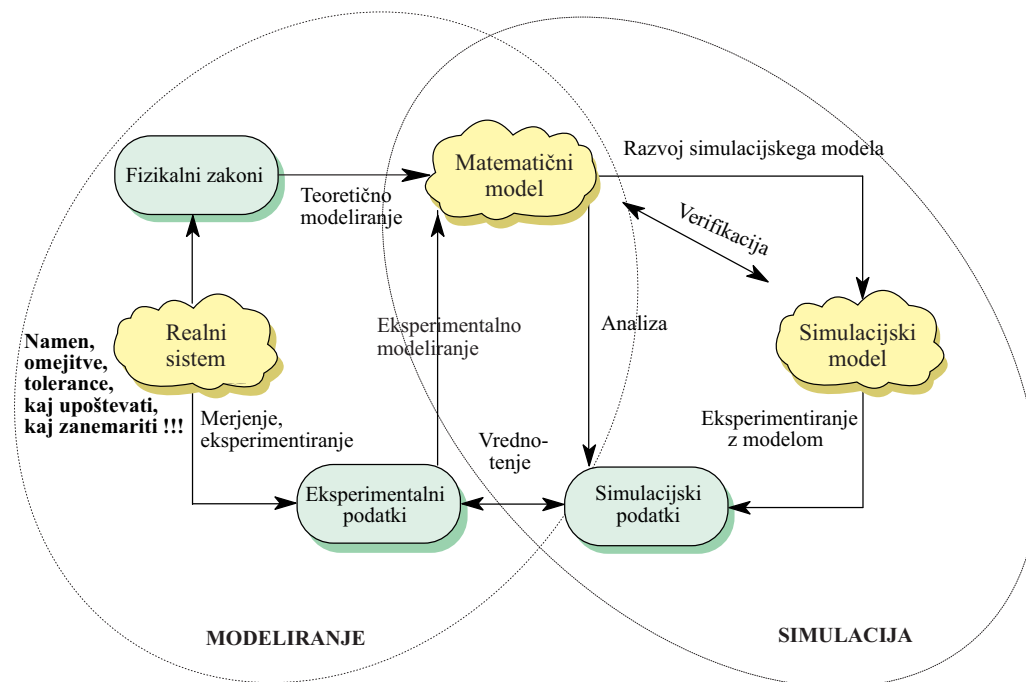 Fizikalni zakoni
Teoretično
modeliranje
Matematični
model
Razvoj simulacijskega modela
Verifikacija
Realni
sistem
Namen,
omejitve,
tolerance,
kaj upoštevati,
kaj zanemariti !!!
Eksperimentalno
modeliranje
Analiza
Simulacijski
model
Merjenje,
eksperimentiranje
Eksperimentiranje
z modelom
Vredno-
tenje
Eksperimentalni
podatki
Simulacijski
podatki
MODELIRANJE
SIMULACIJA